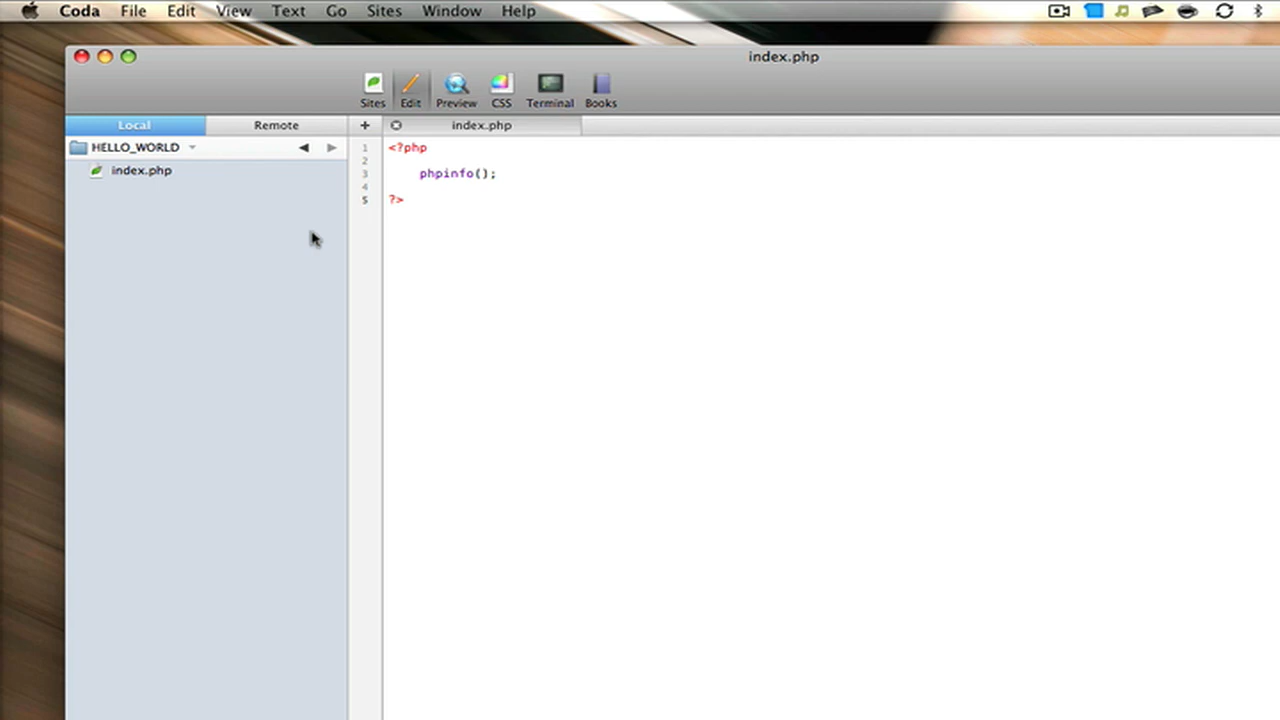 Coda File Edit View Text Go Sites Window Help
index.php
Sites Edit Preview CSS Terminal Books
Local Remote + index.php
HELLO_WORLD
index.php
1 <?php
2
3 phpinfo();
4
5 ?>